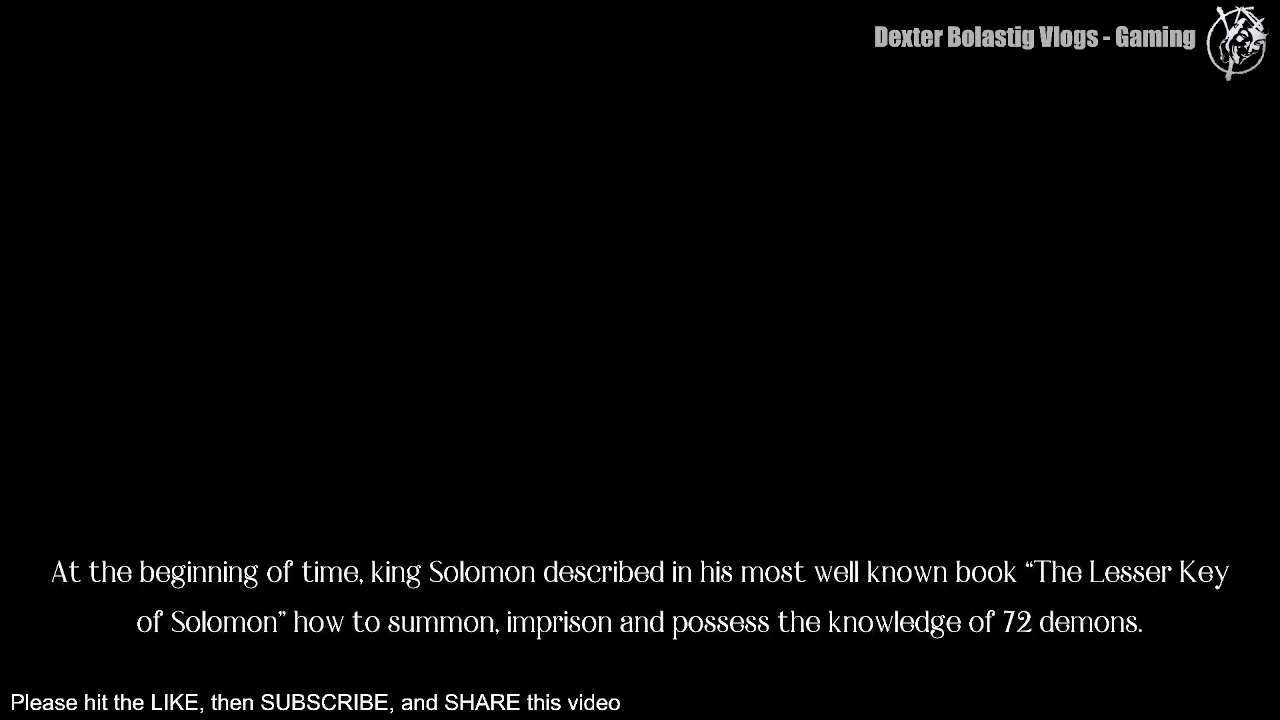 Dexter Bolastig Vlogs - Gaming
At the beginning of time, king Solomon described in his most well known book “The Lesser Key
of Solomon” how to summon, imprison and possess the knowledge of 72 demons.
Please hit the LIKE, then SUBSCRIBE, and SHARE this video